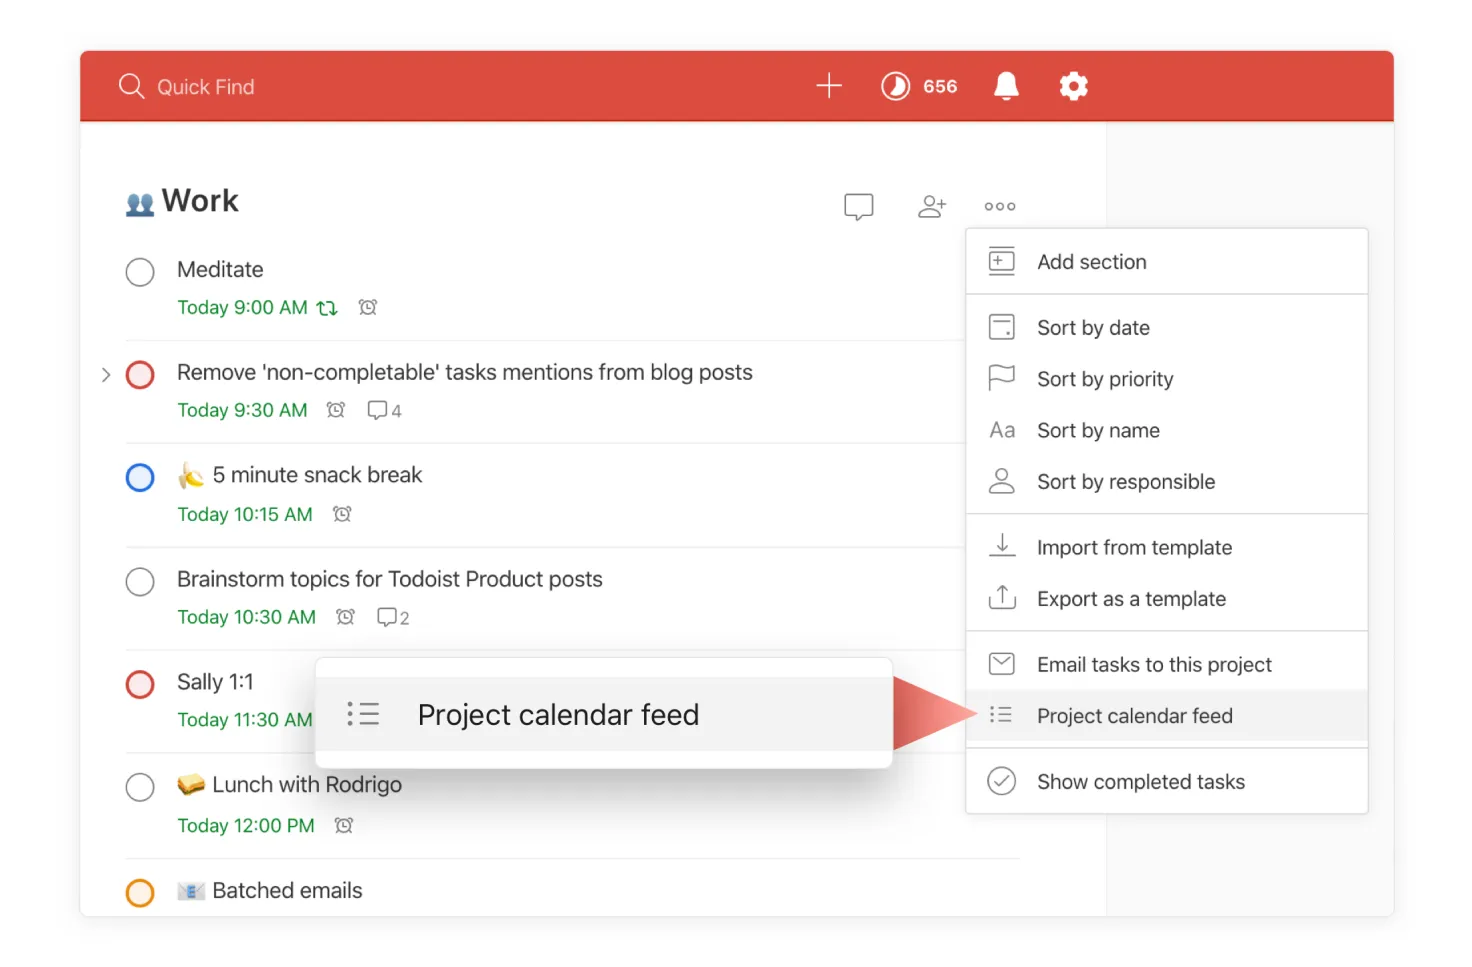 Quick Find
656
Work
Meditate
Today 9:00 AM
Remove 'non-completable' tasks mentions from blog posts
Today 9:30 AM 4
5 minute snack break
Today 10:15 AM
Brainstorm topics for Todoist Product posts
Today 10:30 AM 2
Sally 1:1
Today 11:30 AM
Lunch with Rodrigo
Today 12:00 PM
Batched emails
Project calendar feed
Add section
Sort by date
Sort by priority
Aa Sort by name
Sort by responsible
Import from template
Export as a template
Email tasks to this project
Project calendar feed
Show completed tasks